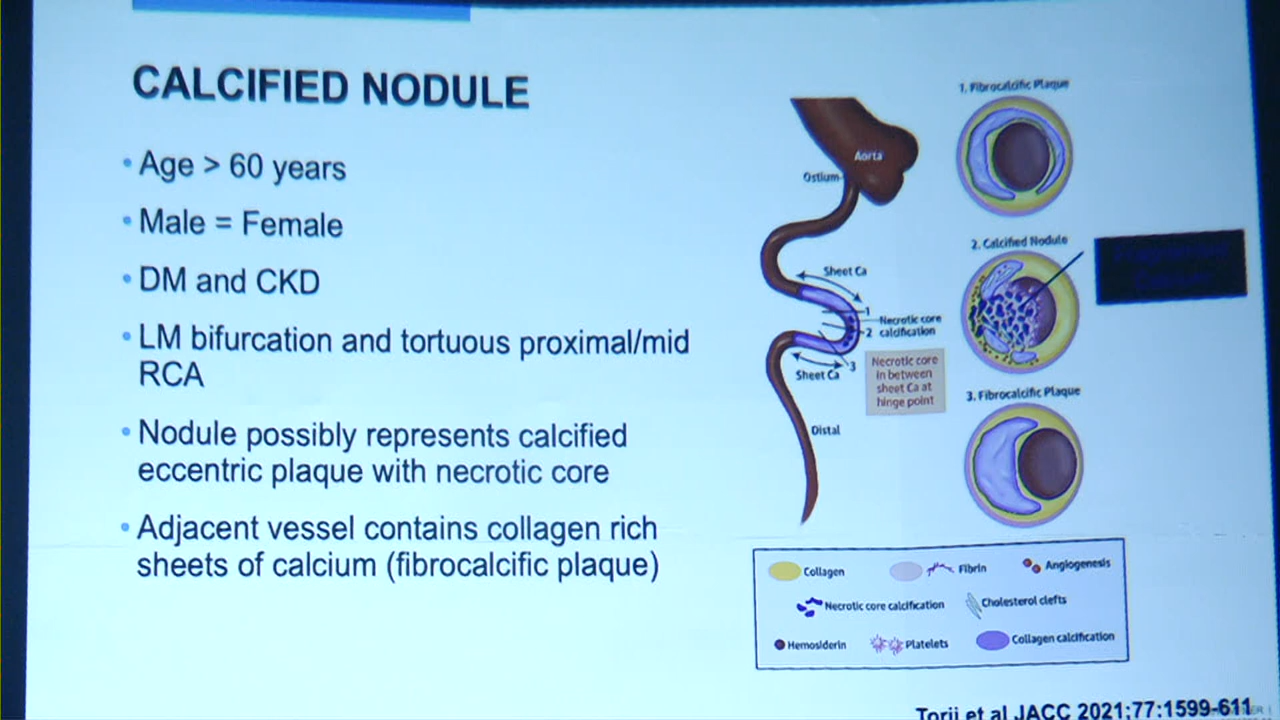 CALCIFIED NODULE
• Age > 60 years
• Male = Female
• DM and CKD
• LM bifurcation and tortuous proximal/mid
RCA
• Nodule possibly represents calcified
eccentric plaque with necrotic core
• Adjacent vessel contains collagen rich
sheets of calcium (fibrocalcific plaque)
Aorta
Ostium
Sheet Ca
1
Necrotic core
2 calcification
3
Sheet Ca
Necrotic core
in between
sheet Ca at
hinge point
Distal
1. Fibrocalcific Plaque
2. Calcified Nodule
3. Fibrocalcific Plaque
Collagen
Fibrin
Angiogenesis
Necrotic core calcification
Cholesterol clefts
Hemosiderin
Platelets
Collagen calcification
Torii et al JACC 2021:77:1599-611